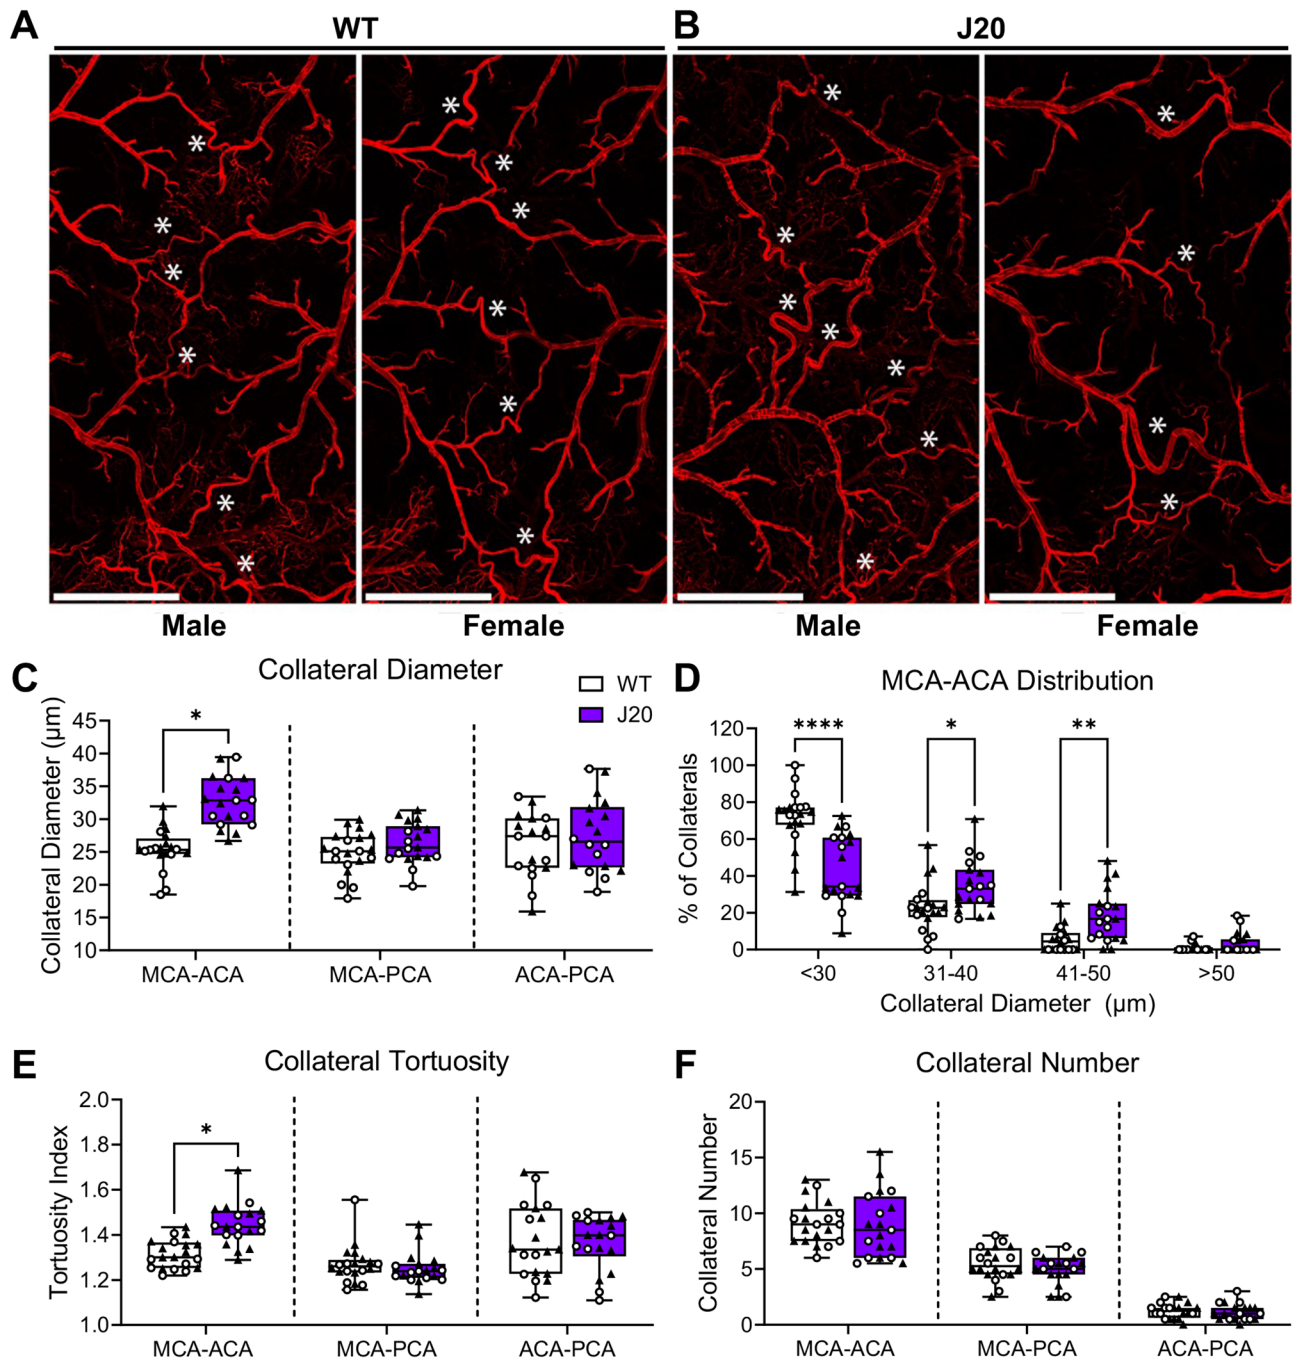 A WT B J20
* * * *
* * *
* * *
* * *
* * * *
* * * *
* * *
* * *
Male Female Male Female
C Collateral Diameter
WT
J20
Collateral Diameter (µm)
45
40
35
30
25
20
15
10
*
MCA-ACA MCA-PCA ACA-PCA
D MCA-ACA Distribution
% of Collaterals
120
100
80
60
40
20
0
**** * **
<30 31-40 41-50 >50
Collateral Diameter (µm)
E Collateral Tortuosity
Tortuosity Index
2.0
1.8
1.6
1.4
1.2
1.0
*
MCA-ACA MCA-PCA ACA-PCA
F Collateral Number
Collateral Number
20
15
10
5
0
MCA-ACA MCA-PCA ACA-PCA